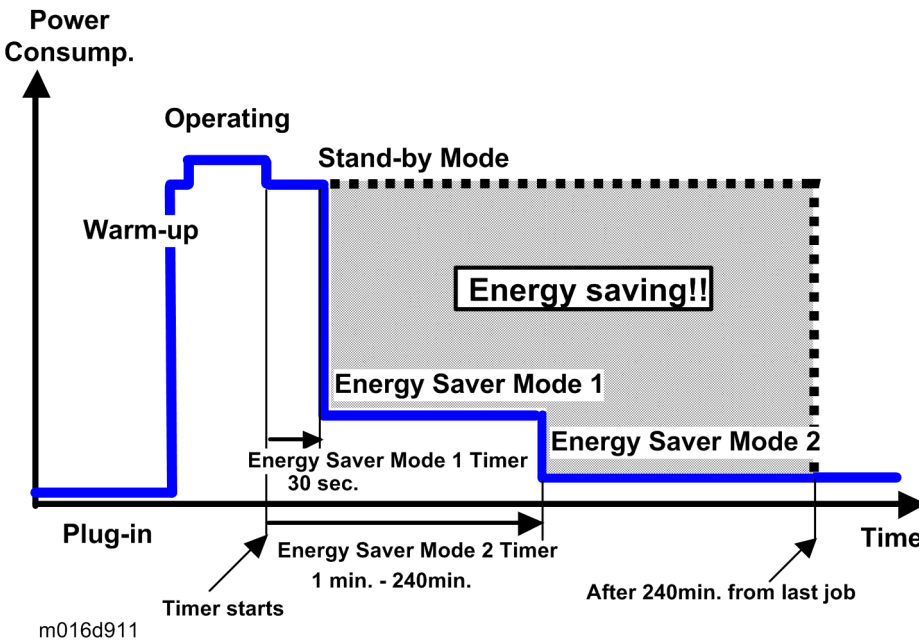 Power
Consump.
Operating
Stand-by Mode
Warm-up
Energy saving!!
Energy Saver Mode 1
Energy Saver Mode 2
Energy Saver Mode 1 Timer
30 sec.
Plug-in
Time
Energy Saver Mode 2 Timer
1 min. - 240min.
After 240min. from last job
Timer starts
m016d911